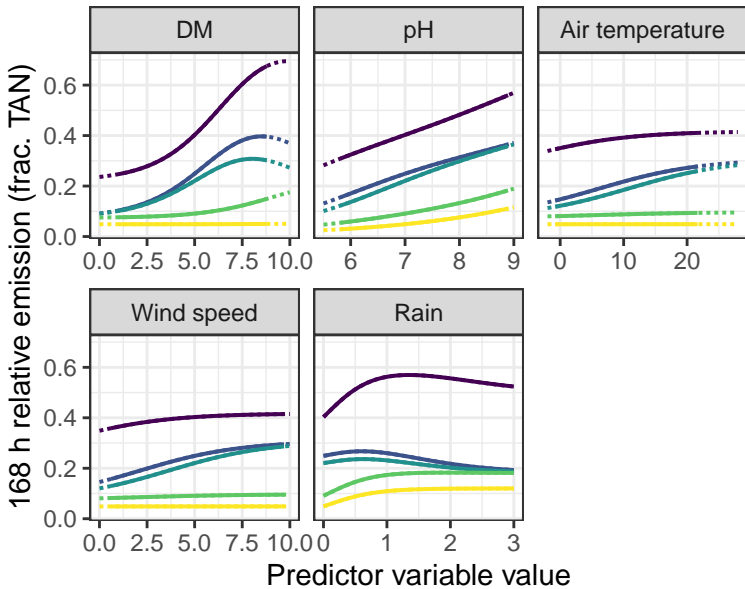 DM
pH
Air temperature
168 h relative emission (frac. TAN)
0.6
0.4
0.2
0.0
0.0 2.5 5.0 7.5 10.0
6 7 8 9
0 10 20
Wind speed
Rain
0.6
0.4
0.2
0.0
0.0 2.5 5.0 7.5 10.0
0 1 2 3
Predictor variable value